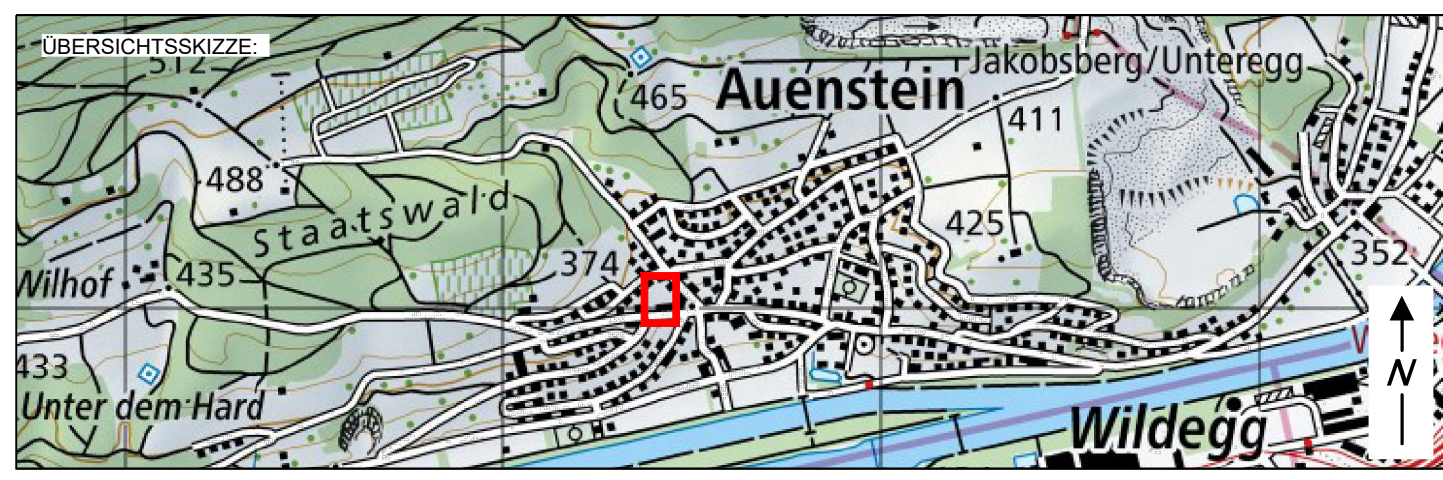 ÜBERSICHTSSKIZZE:
512
Jakobsberg/Unteregg
465
Auenstein
411
488
Staatswald
425
374
352
Wilhof
435
433
N
Unter dem Hard
Wildegg